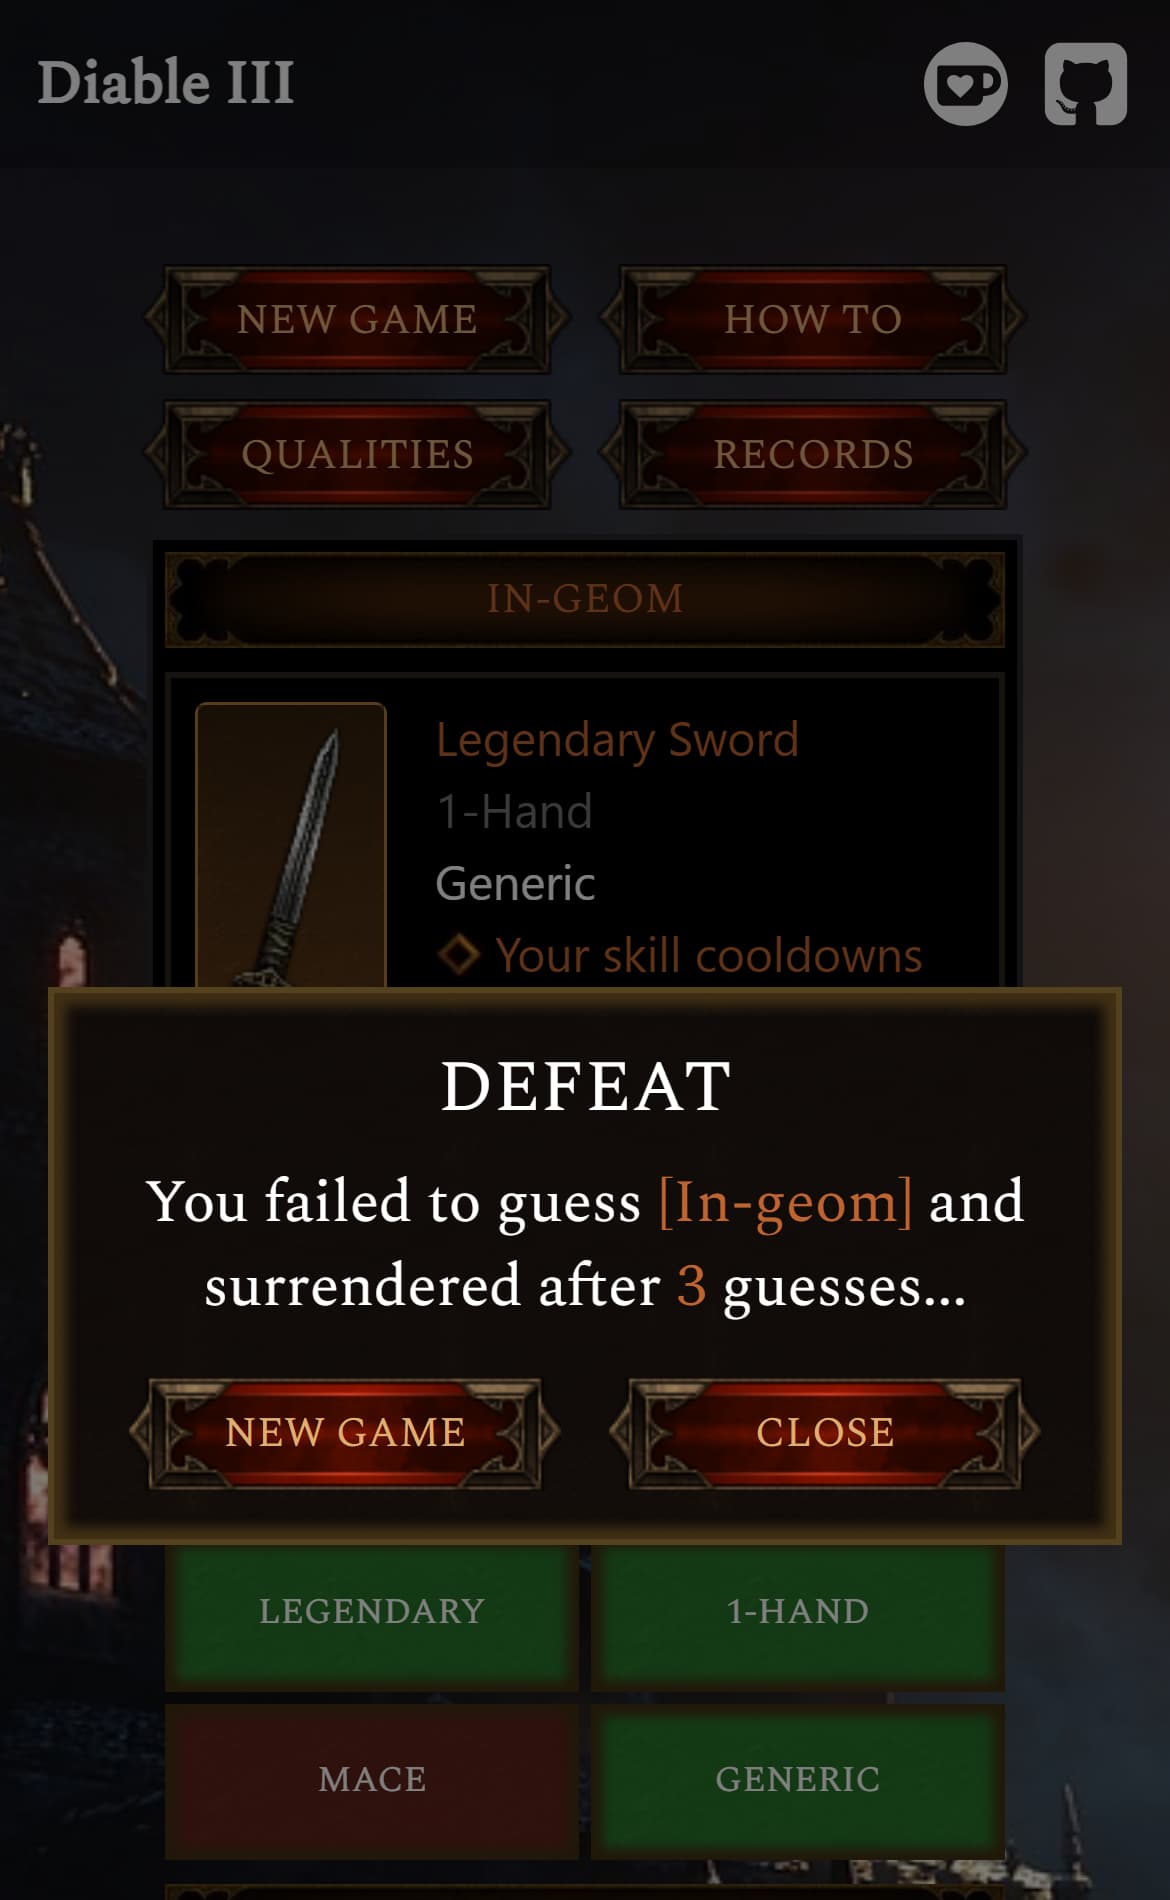 Diable III
NEW GAME
HOW TO
QUALITIES
RECORDS
IN-GEOM
Legendary Sword
1-Hand
Generic
Your skill cooldowns
DEFEAT
You failed to guess [In-geom] and
surrendered after 3 guesses...
NEW GAME
CLOSE
LEGENDARY
1-HAND
MACE
GENERIC